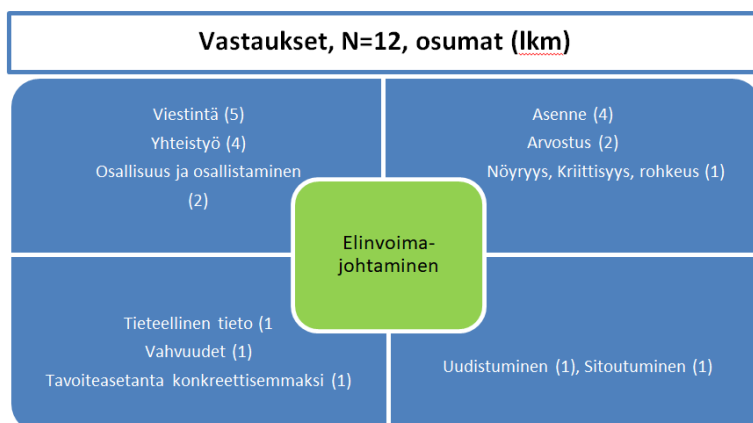 Vastaukset, N=12, osumat (lkm)
Viestintä (5)
Yhteistyö (4)
Osallisuus ja osallistaminen
(2)
Asenne (4)
Arvostus (2)
Nöyryys, Kriittisyys, rohkeus (1)
Elinvoima-
johtaminen
Tieteellinen tieto (1
Vahvuudet (1)
Tavoiteasetanta konkreettisemmaksi (1)
Uudistuminen (1), Sitoutuminen (1)